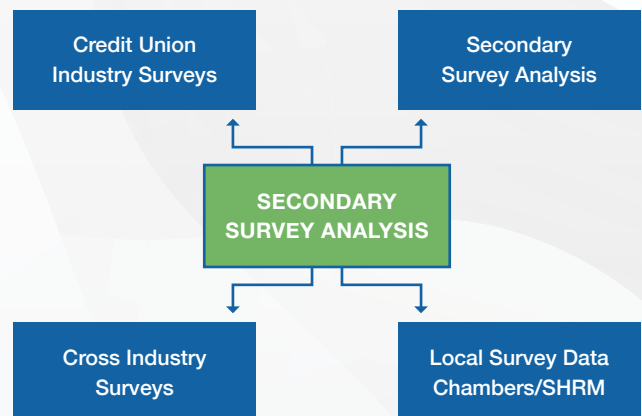 Credit Union
Industry Surveys
Secondary
Survey Analysis
SECONDARY
SURVEY ANALYSIS
Cross Industry
Surveys
Local Survey Data
Chambers/SHRM